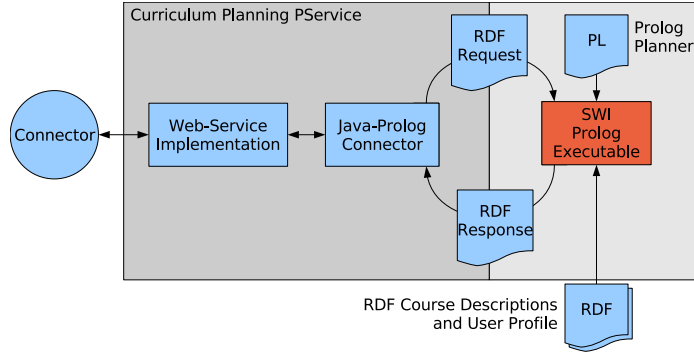 Curriculum Planning PService
RDF
Request
PL
Prolog
Planner
Connector
Web-Service
Implementation
Java-Prolog
Connector
SWI
Prolog
Executable
RDF
Response
RDF Course Descriptions
and User Profile
RDF